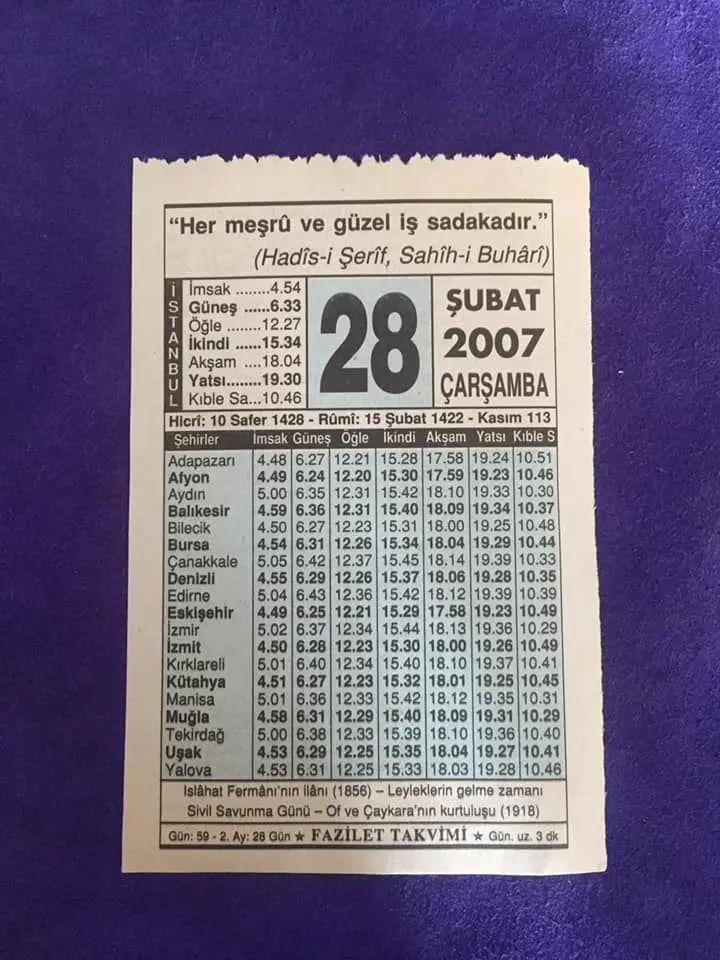 “Her meşrû ve güzel iş sadakadır.”
(Hadîs-i Şerîf, Sahîh-i Buhârî)
İSTANBUL
İmsak ........4.54
Güneş ......6.33
Öğle ........12.27
İkindi ......15.34
Akşam ....18.04
Yatsı........19.30
Kıble Sa...10.46
28
ŞUBAT
2007
ÇARŞAMBA
Hicrî: 10 Safer 1428 - Rûmî: 15 Şubat 1422 - Kasım 113
Şehirler İmsak Güneş Öğle İkindi Akşam Yatsı Kıble S
Adapazarı 4.48 6.27 12.21 15.28 17.58 19.24 10.51
Afyon 4.49 6.24 12.20 15.30 17.59 19.23 10.46
Aydın 5.00 6.35 12.31 15.42 18.10 19.33 10.30
Balıkesir 4.59 6.36 12.31 15.40 18.09 19.34 10.37
Bilecik 4.50 6.27 12.23 15.31 18.00 19.25 10.48
Bursa 4.54 6.31 12.26 15.34 18.04 19.29 10.44
Çanakkale 5.05 6.42 12.37 15.45 18.14 19.39 10.33
Denizli 4.55 6.29 12.26 15.37 18.06 19.28 10.35
Edirne 5.04 6.43 12.36 15.42 18.12 19.39 10.39
Eskişehir 4.49 6.25 12.21 15.29 17.58 19.23 10.49
İzmir 5.02 6.37 12.34 15.44 18.13 19.36 10.29
İzmit 4.50 6.28 12.23 15.30 18.00 19.26 10.49
Kırklareli 5.01 6.40 12.34 15.40 18.10 19.37 10.41
Kütahya 4.51 6.27 12.23 15.32 18.01 19.25 10.45
Manisa 5.01 6.36 12.33 15.42 18.12 19.35 10.31
Muğla 4.58 6.31 12.29 15.40 18.09 19.31 10.29
Tekirdağ 5.00 6.38 12.33 15.39 18.10 19.36 10.40
Uşak 4.53 6.29 12.25 15.35 18.04 19.27 10.41
Yalova 4.53 6.31 12.25 15.33 18.03 19.28 10.46
Islâhat Fermânı'nın ilânı (1856) – Leyleklerin gelme zamanı
Sivil Savunma Günü – Of ve Çaykara'nın kurtuluşu (1918)
Gün: 59 - 2. Ay: 28 Gün ★ FAZİLET TAKVİMİ ★ Gün. uz. 3 dk